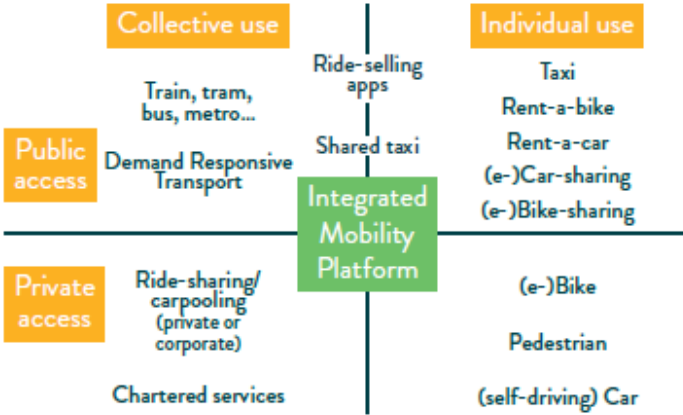 Collective use
Individual use
Train, tram,
bus, metro...
Demand Responsive
Transport
Ride-selling
apps
Shared taxi
Taxi
Rent-a-bike
Rent-a-car
(e-)Car-sharing
(e-)Bike-sharing
Public
access
Integrated
Mobility
Platform
Private
access
Ride-sharing/
carpooling
(private or
corporate)
Chartered services
(e-)Bike
Pedestrian
(self-driving) Car